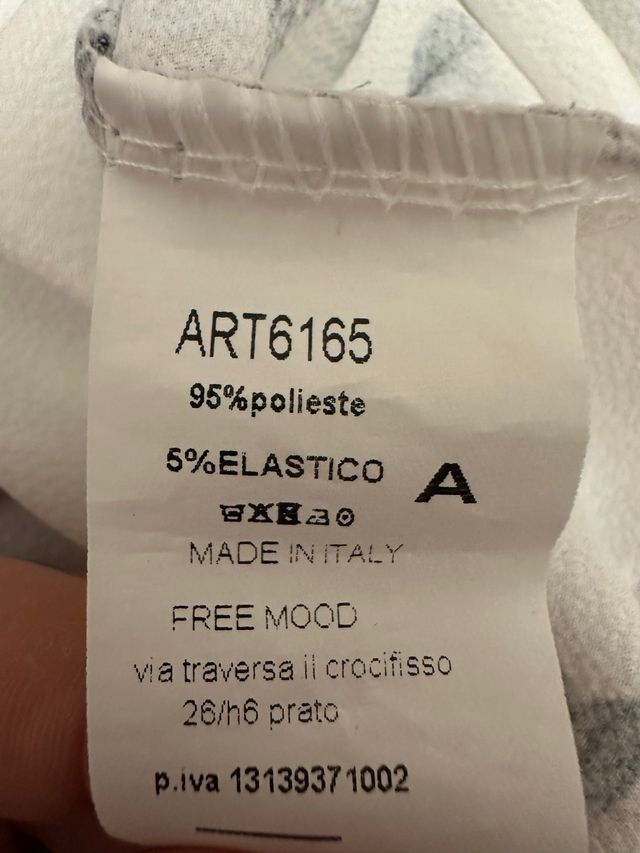 ART6165
95%polieste
5%ELASTICO
A
MADE IN ITALY
FREE MOOD
via traversa il crocifisso
26/h6 prato
p.iva 13139371002